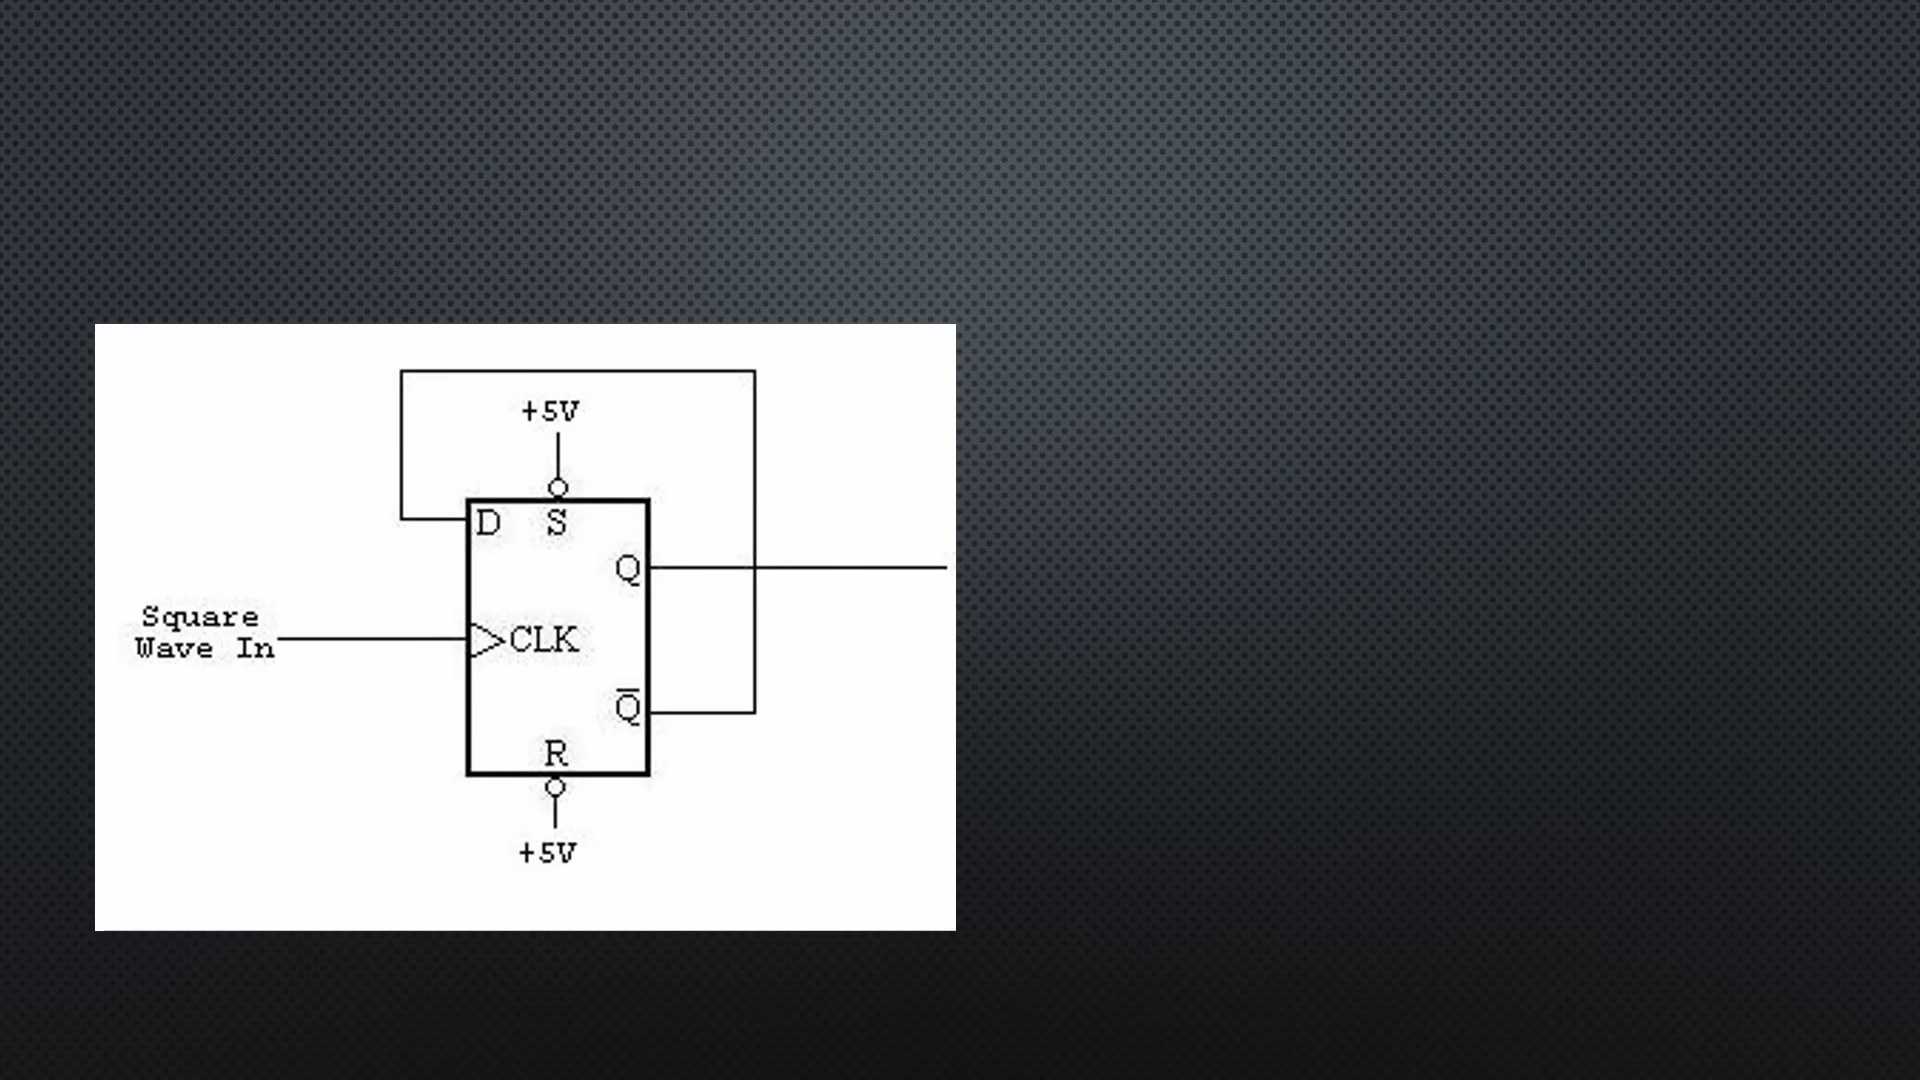 +5V
D S
Q
Square
Wave In
CLK
Q̅
R
+5V